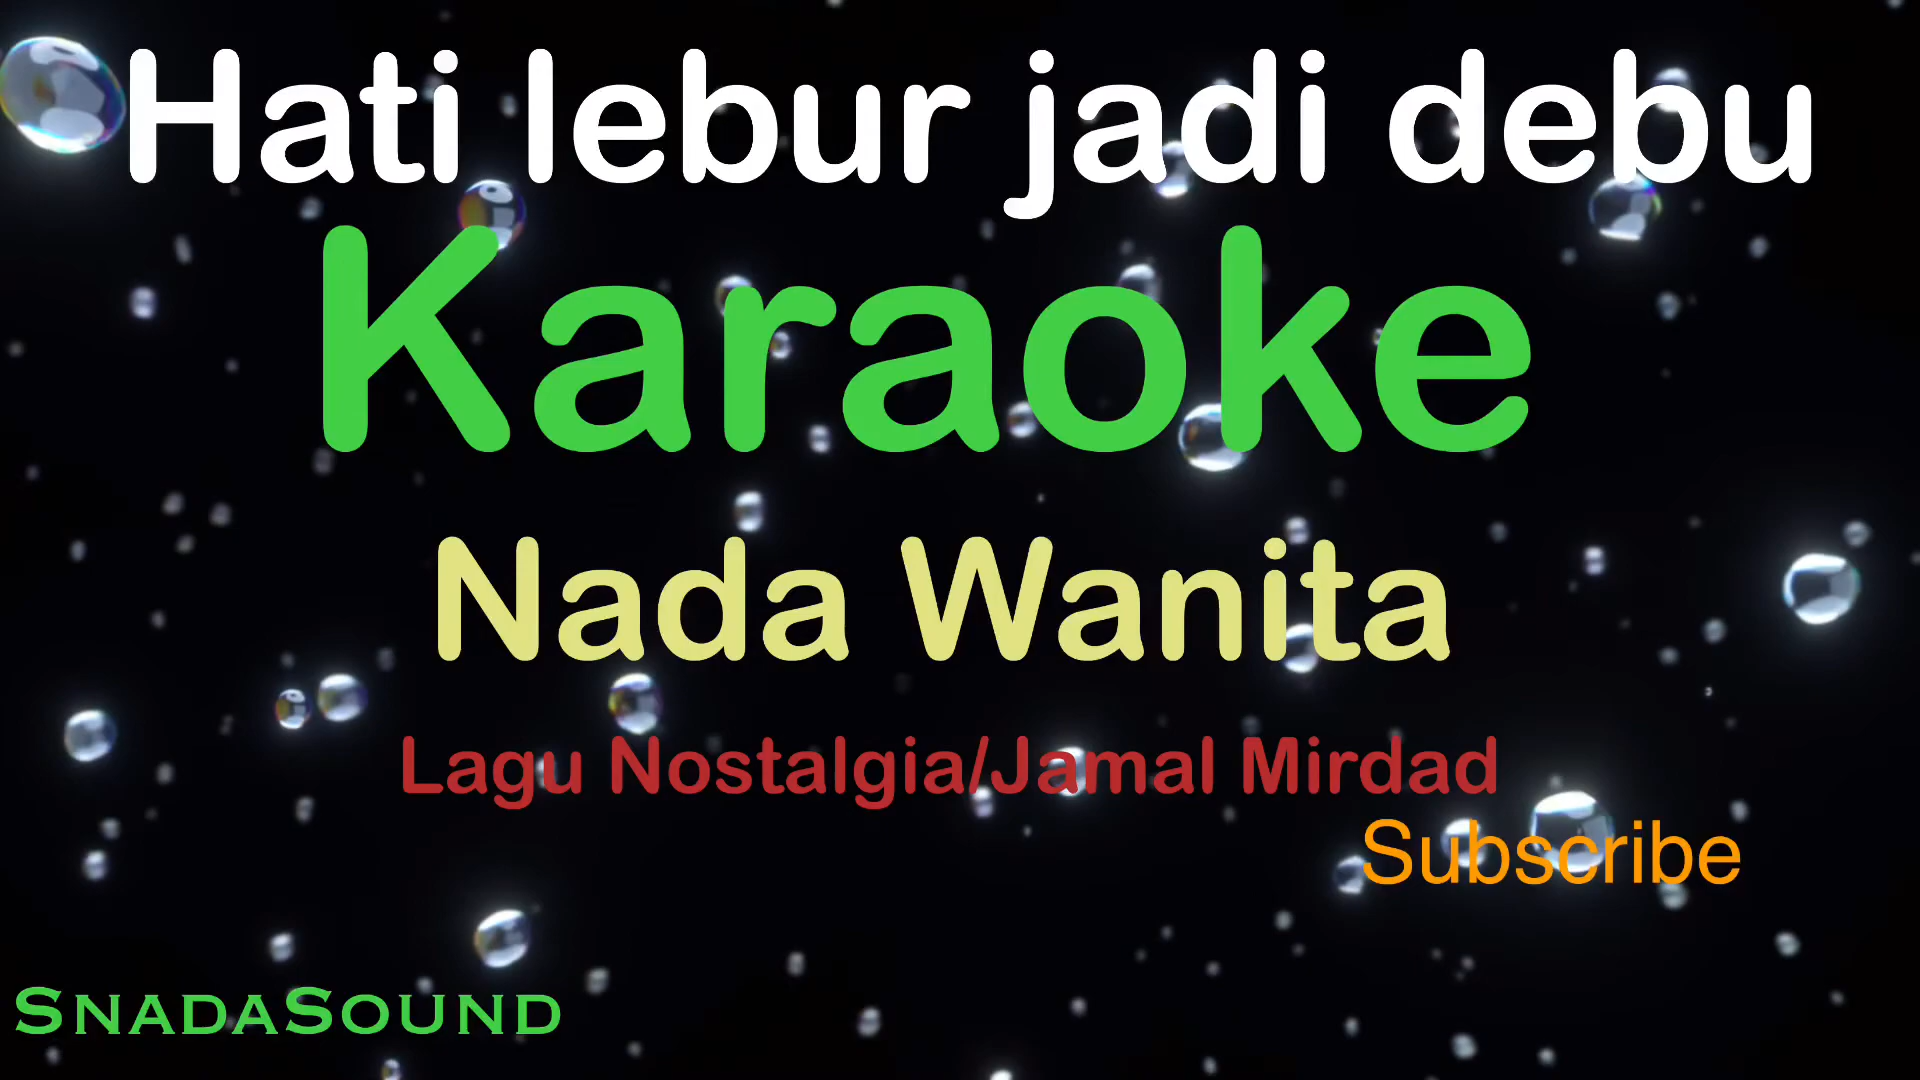 Hati lebur jadi debu
Karaoke
Nada Wanita
Lagu Nostalgia/Jamal Mirdad
Subscribe
SnadaSound